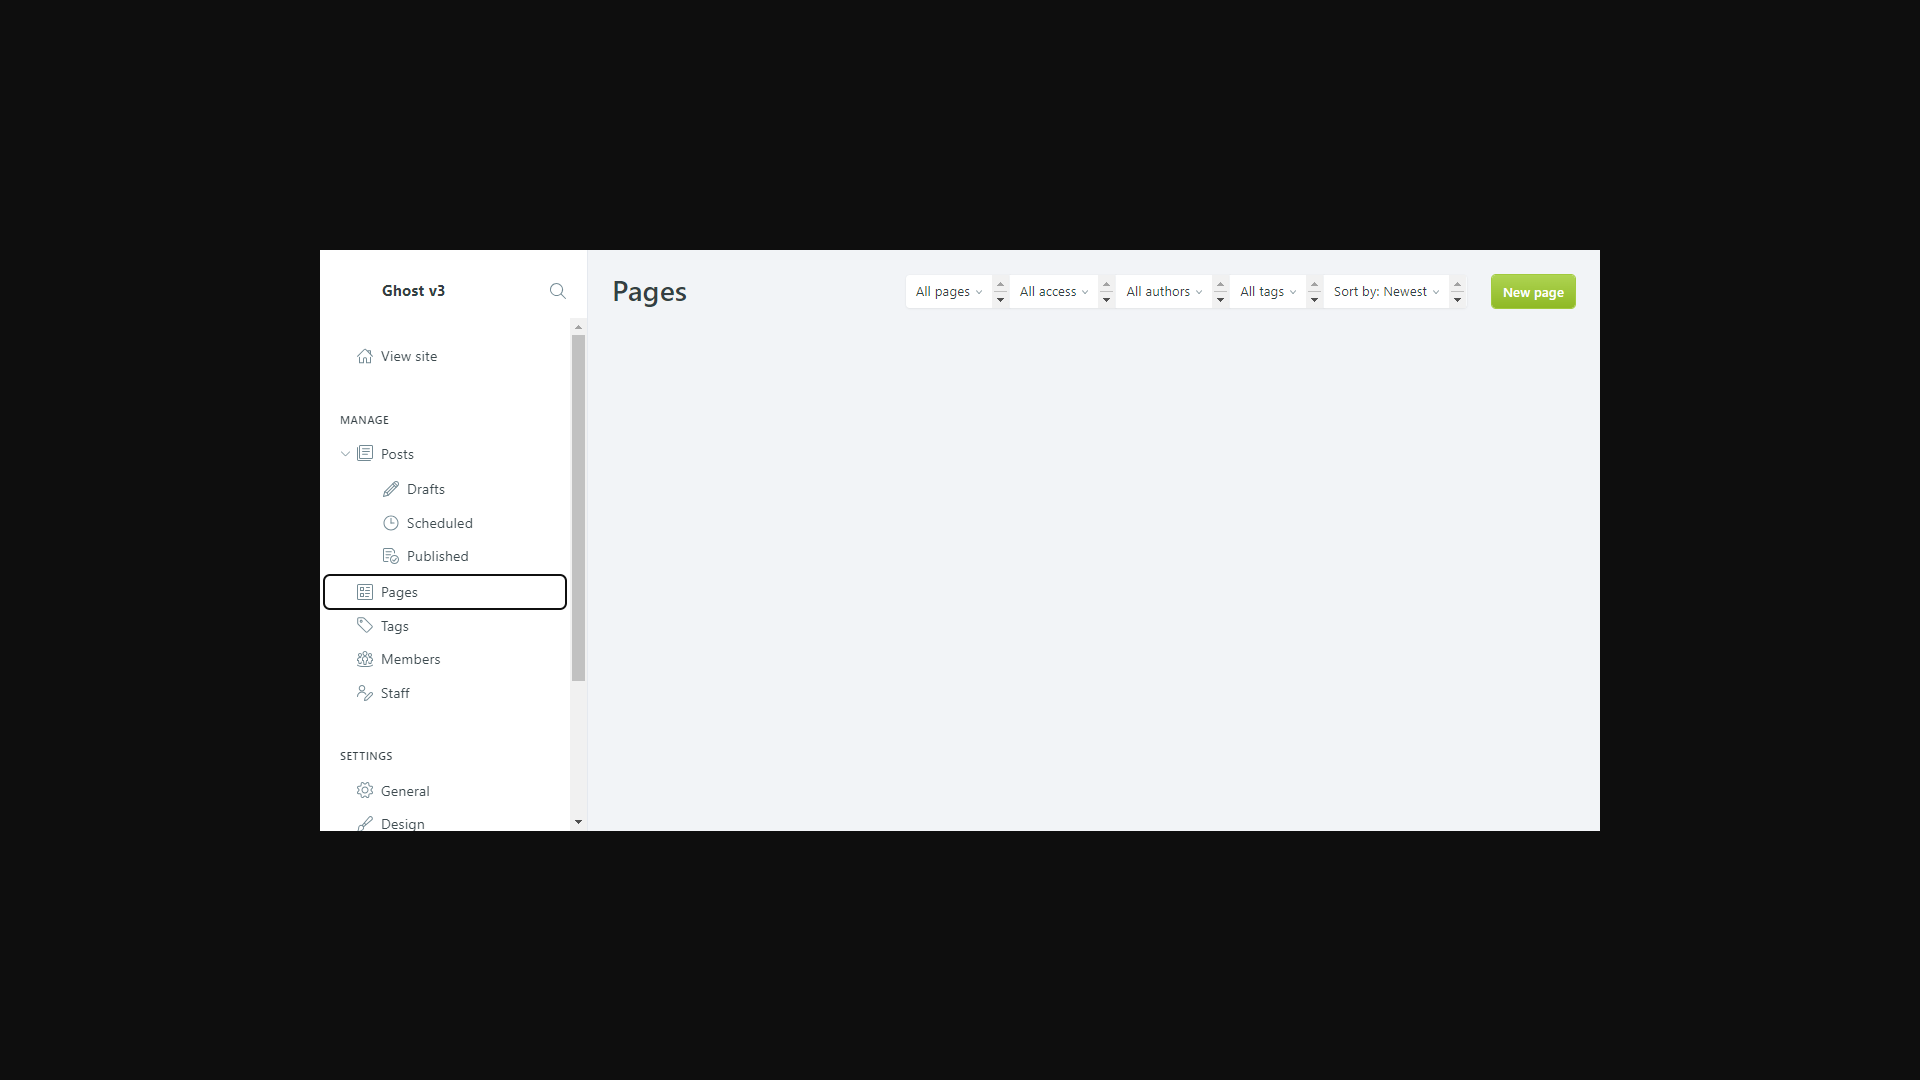 Ghost v3
View site
MANAGE
Posts
Drafts
Scheduled
Published
Pages
Tags
Members
Staff
SETTINGS
General
Design
Pages
All pages
All access
All authors
All tags
Sort by: Newest
New page